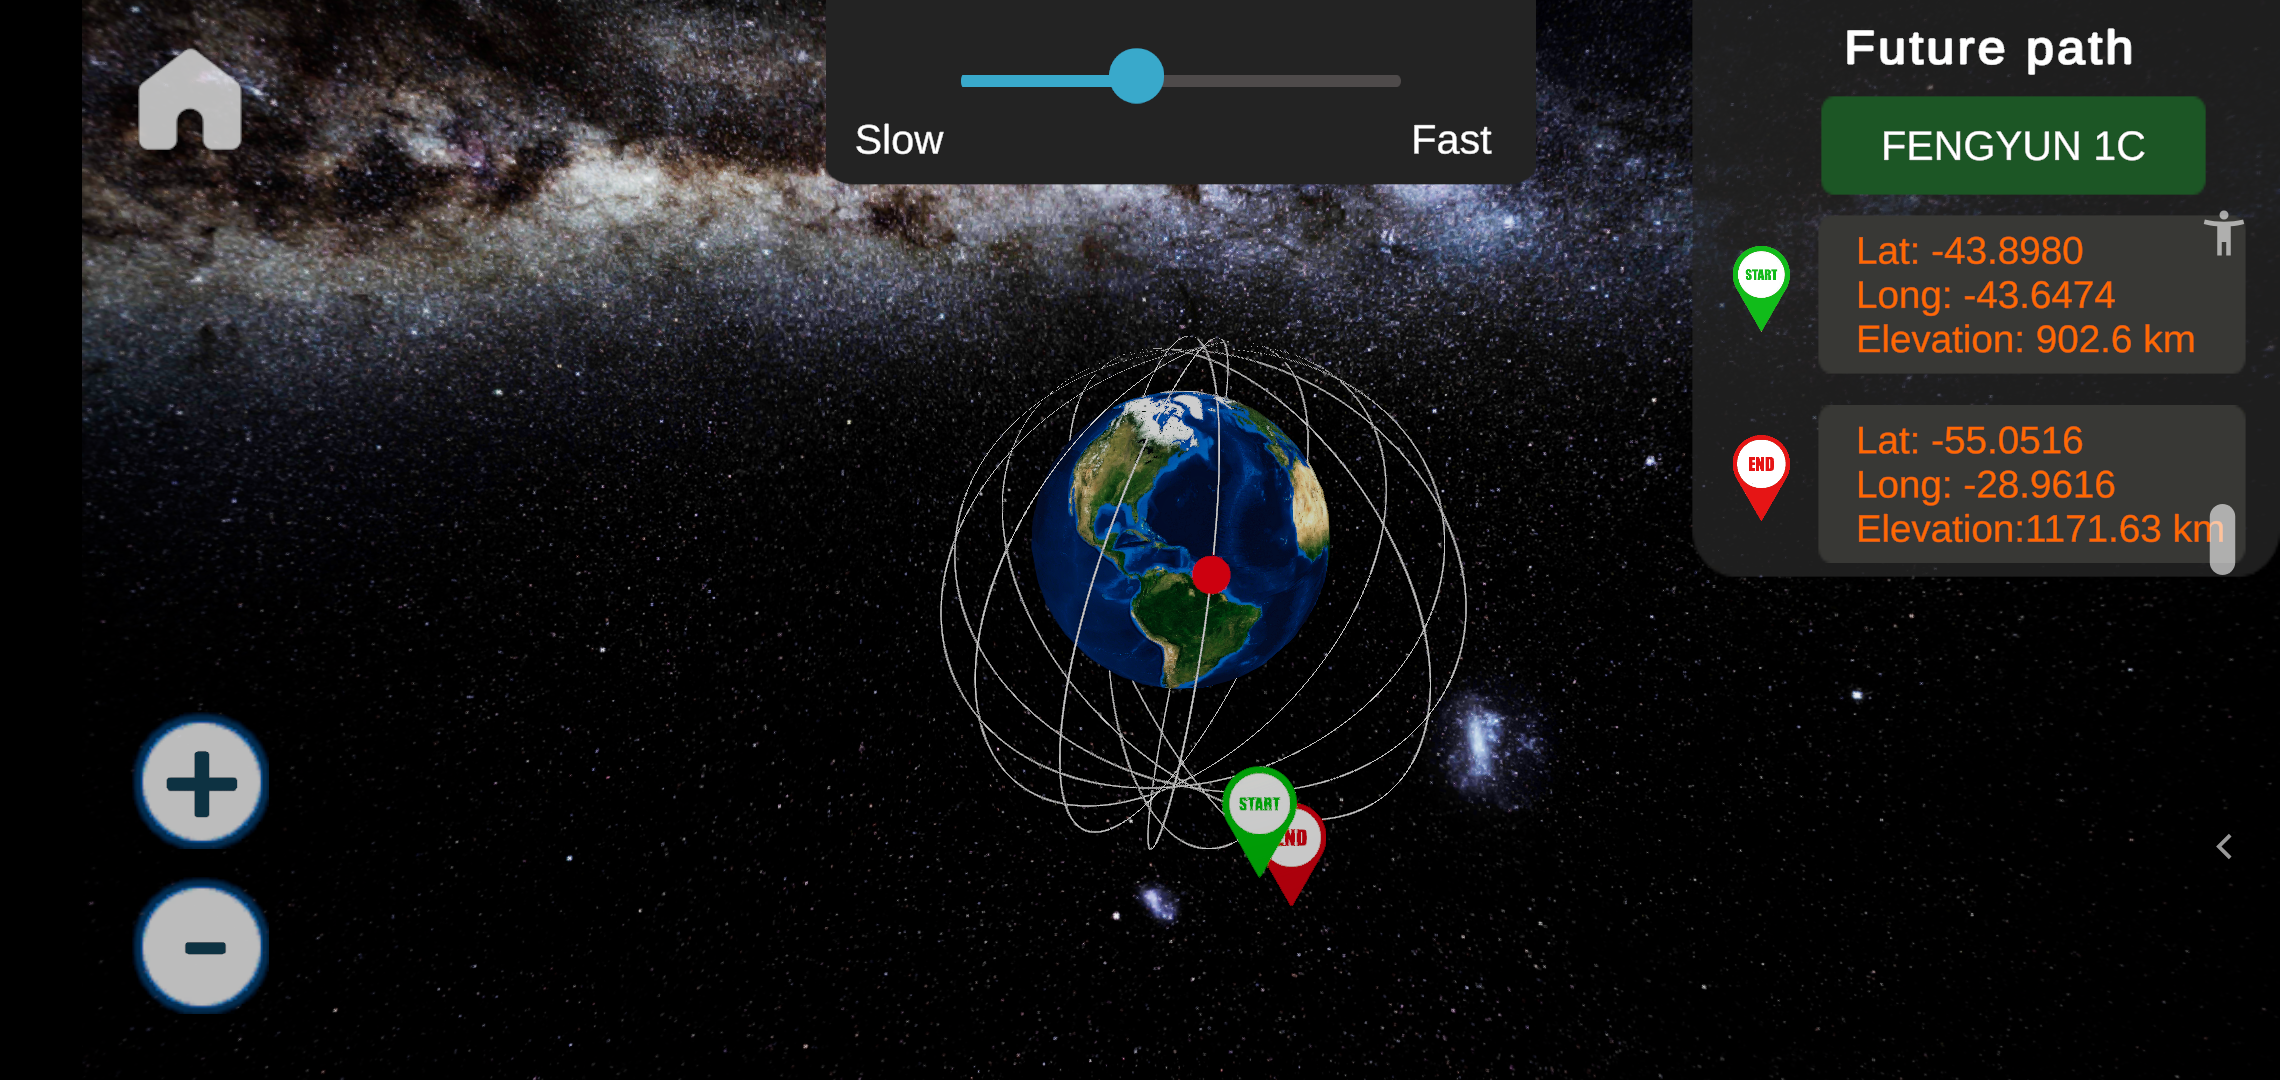 Future path
Slow
Fast
FENGYUN 1C
START
Lat: -43.8980
Long: -43.6474
Elevation: 902.6 km
END
Lat: -55.0516
Long: -28.9616
Elevation:1171.63 km
START
END